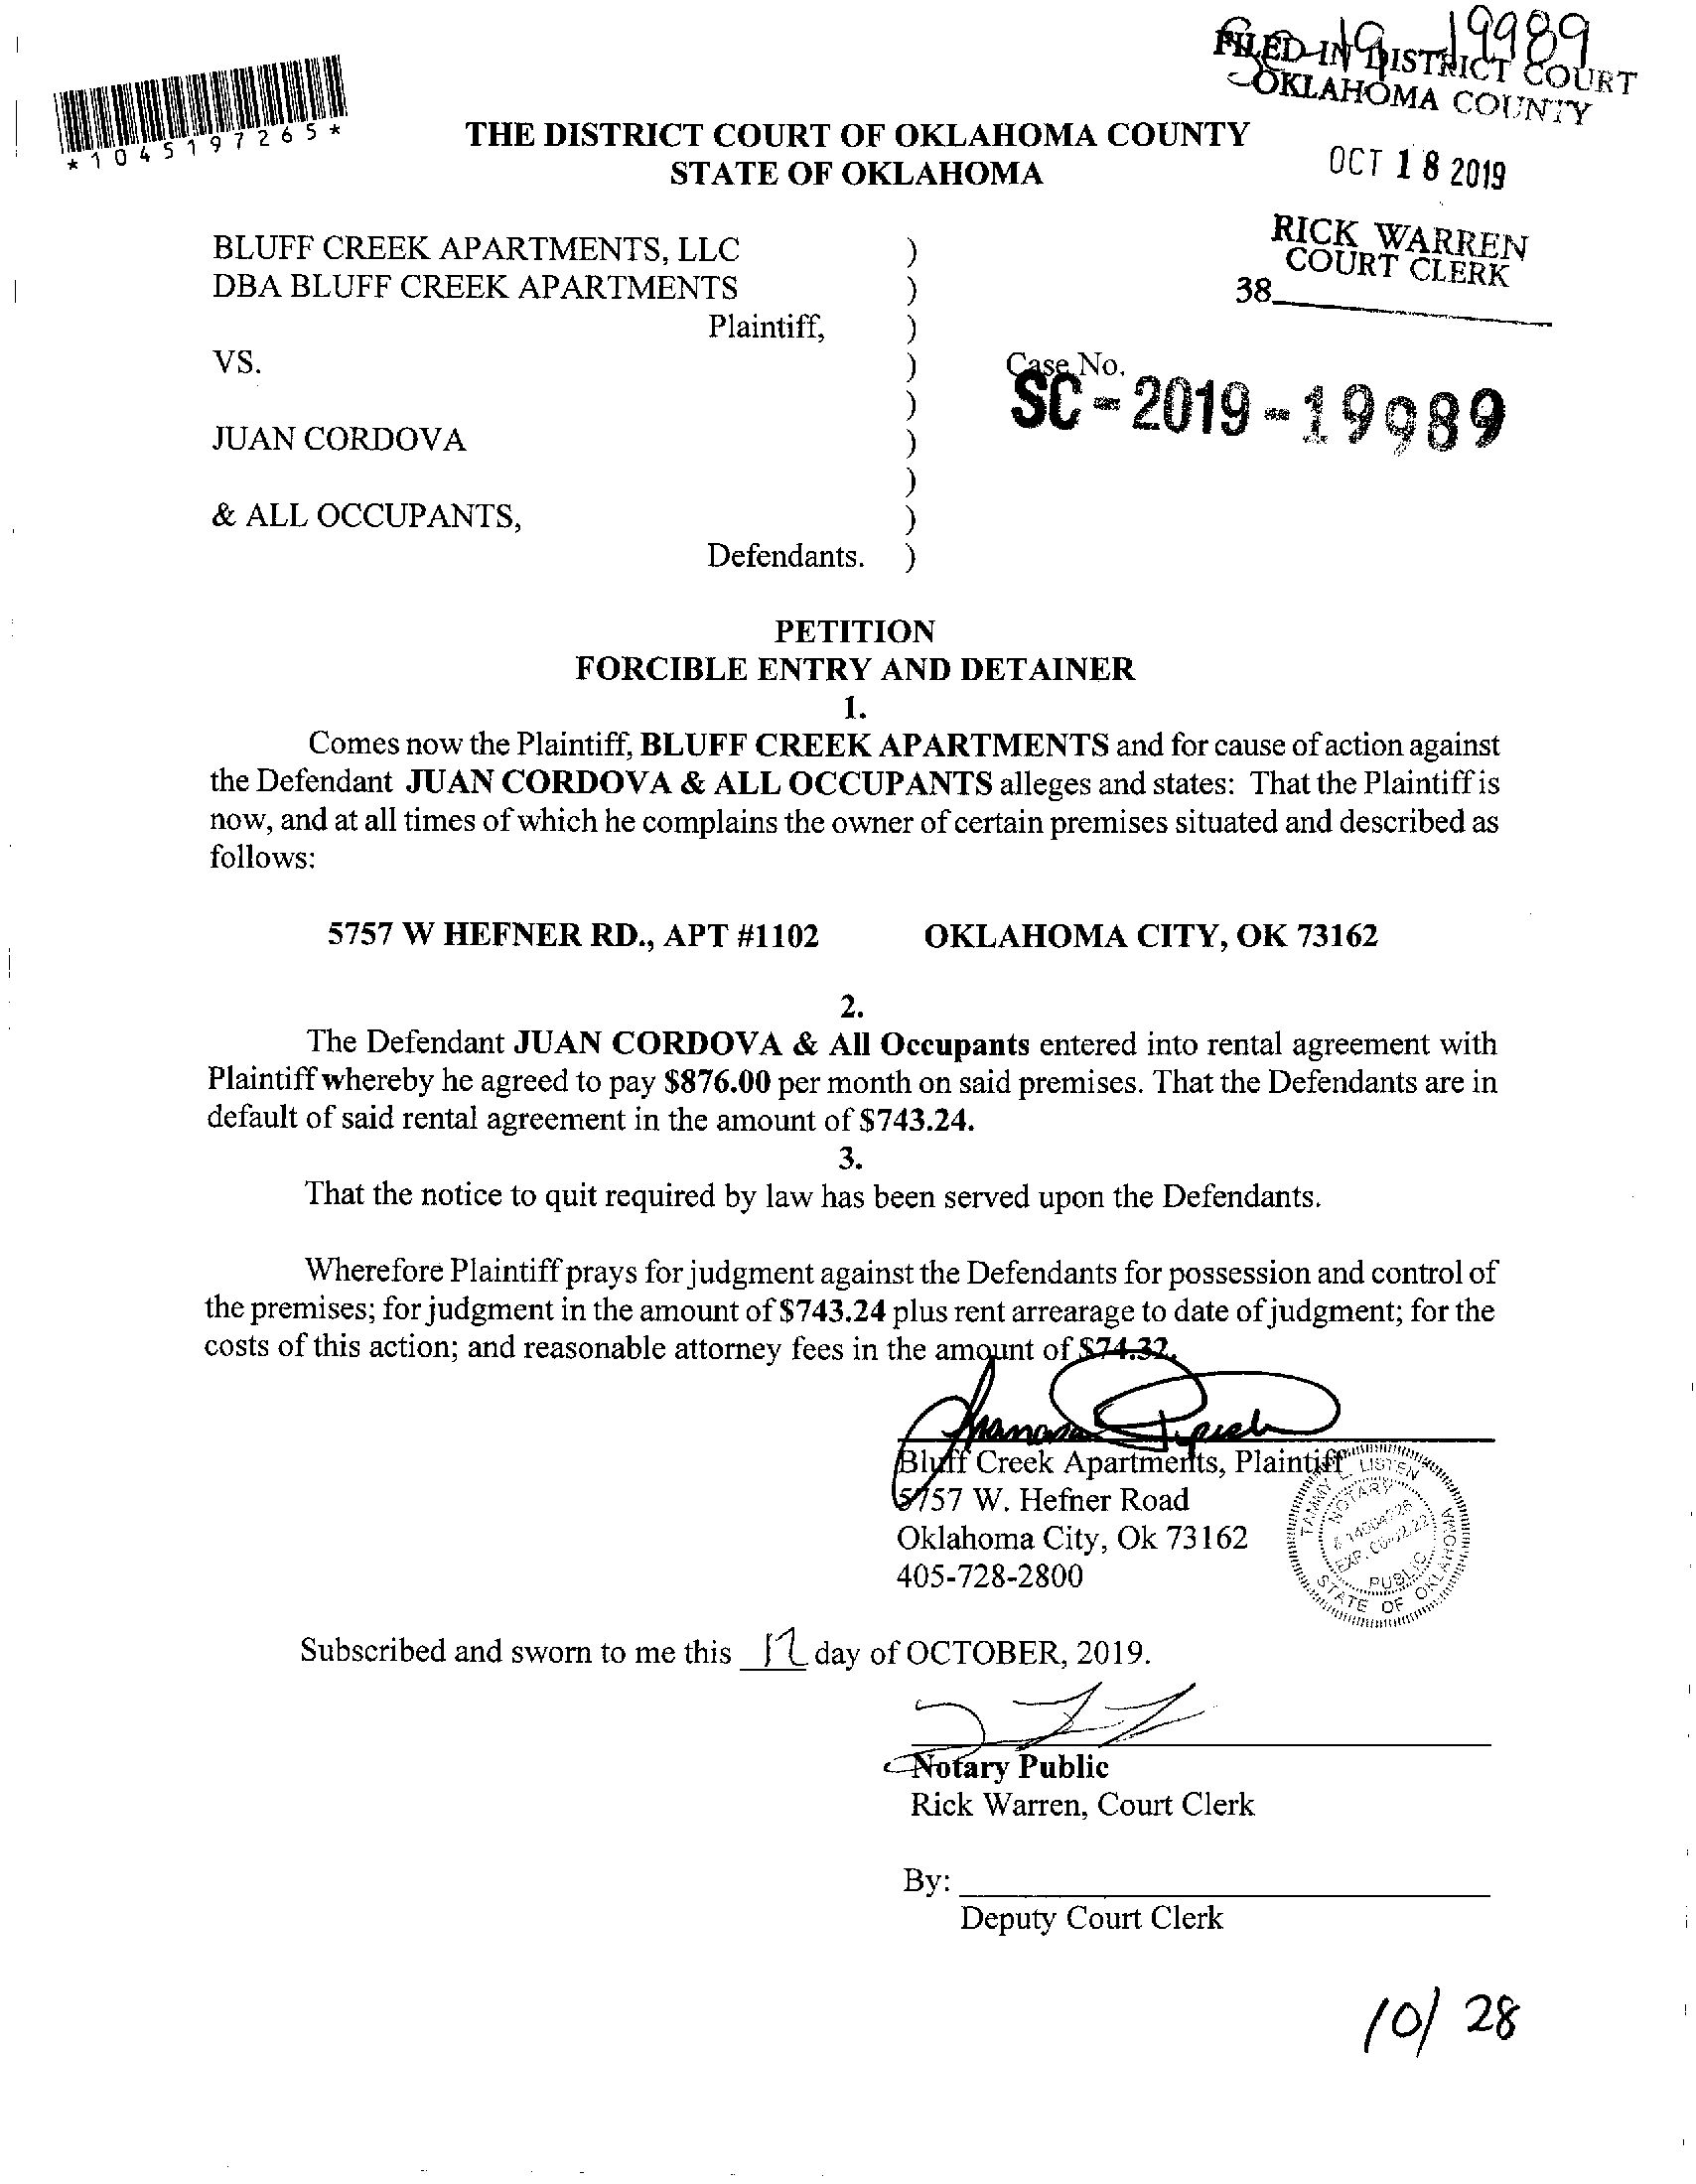 SC-19-19989
FILED IN DISTRICT COURT
OKLAHOMA COUNTY
*1045197265*
THE DISTRICT COURT OF OKLAHOMA COUNTY
STATE OF OKLAHOMA
OCT 18 2019
RICK WARREN
COURT CLERK
38
BLUFF CREEK APARTMENTS, LLC )
DBA BLUFF CREEK APARTMENTS )
Plaintiff, )
VS. )
Case No.
SC-2019-19989
)
JUAN CORDOVA )
)
& ALL OCCUPANTS, )
Defendants. )
PETITION
FORCIBLE ENTRY AND DETAINER
1.
Comes now the Plaintiff, BLUFF CREEK APARTMENTS and for cause of action against
the Defendant JUAN CORDOVA & ALL OCCUPANTS alleges and states: That the Plaintiff is
now, and at all times of which he complains the owner of certain premises situated and described as
follows:
5757 W HEFNER RD., APT #1102 OKLAHOMA CITY, OK 73162
2.
The Defendant JUAN CORDOVA & All Occupants entered into rental agreement with
Plaintiff whereby he agreed to pay $876.00 per month on said premises. That the Defendants are in
default of said rental agreement in the amount of $743.24.
3.
That the notice to quit required by law has been served upon the Defendants.
Wherefore Plaintiff prays for judgment against the Defendants for possession and control of
the premises; for judgment in the amount of $743.24 plus rent arrearage to date of judgment; for the
costs of this action; and reasonable attorney fees in the amount of $74.32.
Bluff Creek Apartments, Plaintiff
5757 W. Hefner Road
Oklahoma City, Ok 73162
405-728-2800
TAMMY L. LISTEN
NOTARY
PUBLIC
STATE OF OKLAHOMA
Subscribed and sworn to me this 17 day of OCTOBER, 2019.
Notary Public
Rick Warren, Court Clerk
By:
Deputy Court Clerk
10/28